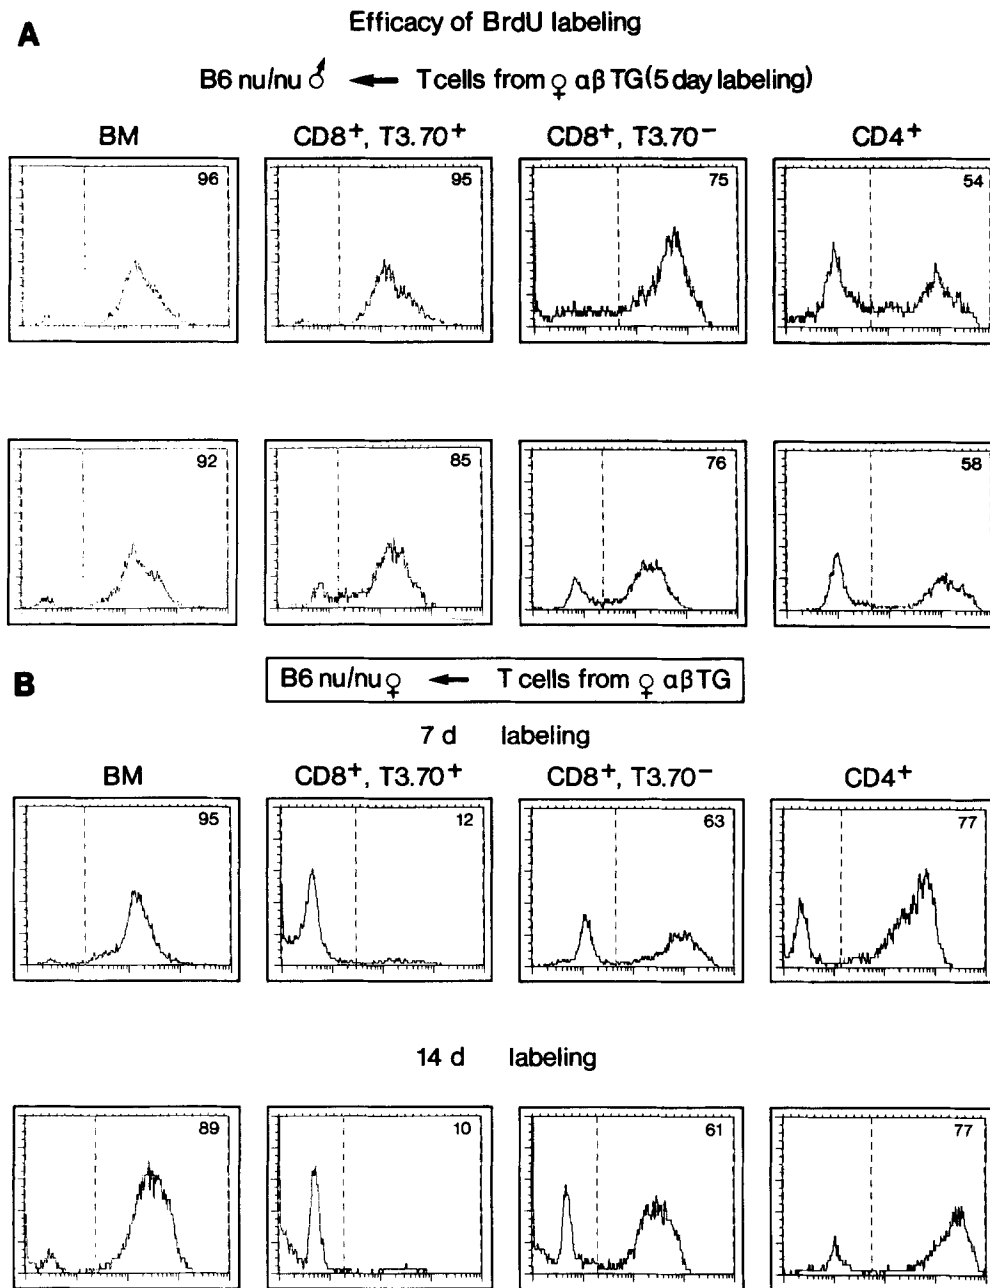 A
Efficacy of BrdU labeling
B6 nu/nu ♂ ← T cells from ♀ αβ TG (5 day labeling)
BM CD8+, T3.70+ CD8+, T3.70− CD4+
96 95 75 54
92 85 76 58
B
B6 nu/nu ♀ ← T cells from ♀ αβ TG
7 d labeling
BM CD8+, T3.70+ CD8+, T3.70− CD4+
95 12 63 77
14 d labeling
89 10 61 77